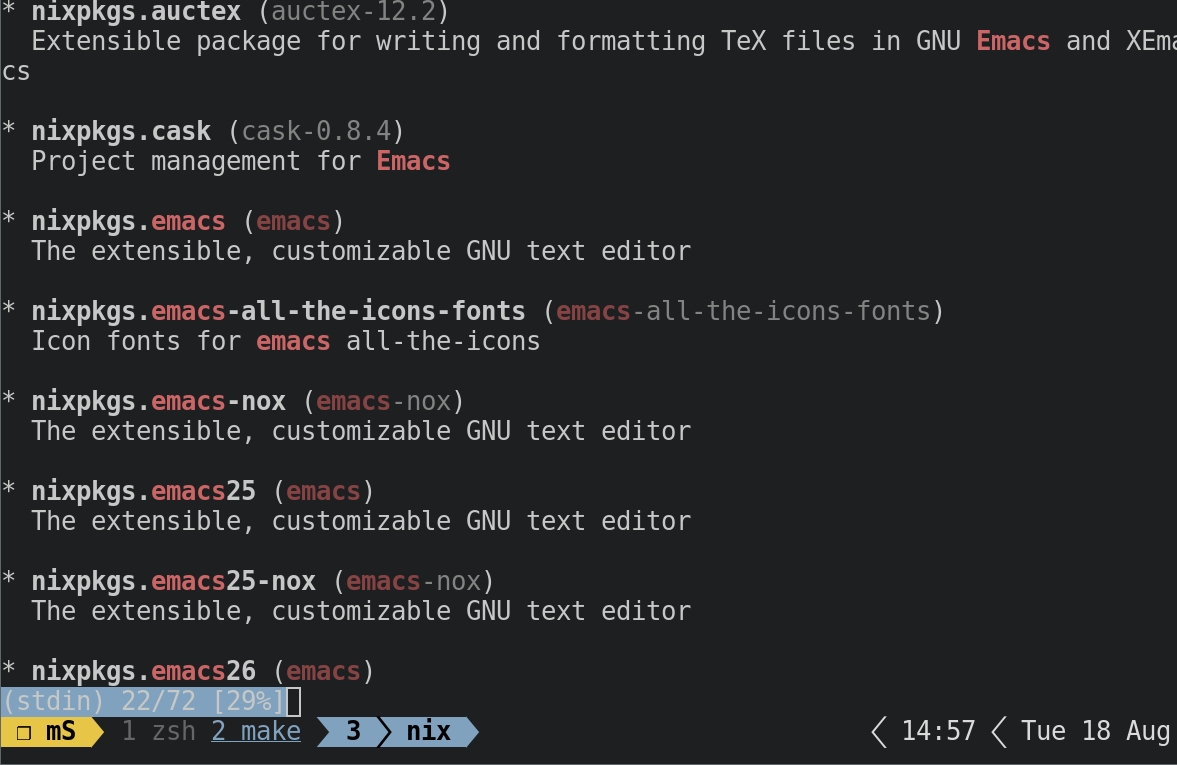 * nixpkgs.auctex (auctex-12.2)
  Extensible package for writing and formatting TeX files in GNU Emacs and XEma
cs
* nixpkgs.cask (cask-0.8.4)
  Project management for Emacs
* nixpkgs.emacs (emacs)
  The extensible, customizable GNU text editor
* nixpkgs.emacs-all-the-icons-fonts (emacs-all-the-icons-fonts)
  Icon fonts for emacs all-the-icons
* nixpkgs.emacs-nox (emacs-nox)
  The extensible, customizable GNU text editor
* nixpkgs.emacs25 (emacs)
  The extensible, customizable GNU text editor
* nixpkgs.emacs25-nox (emacs-nox)
  The extensible, customizable GNU text editor
* nixpkgs.emacs26 (emacs)
(stdin) 22/72 [29%]
❐ mS 1 zsh 2 make 3 nix 14:57 Tue 18 Aug